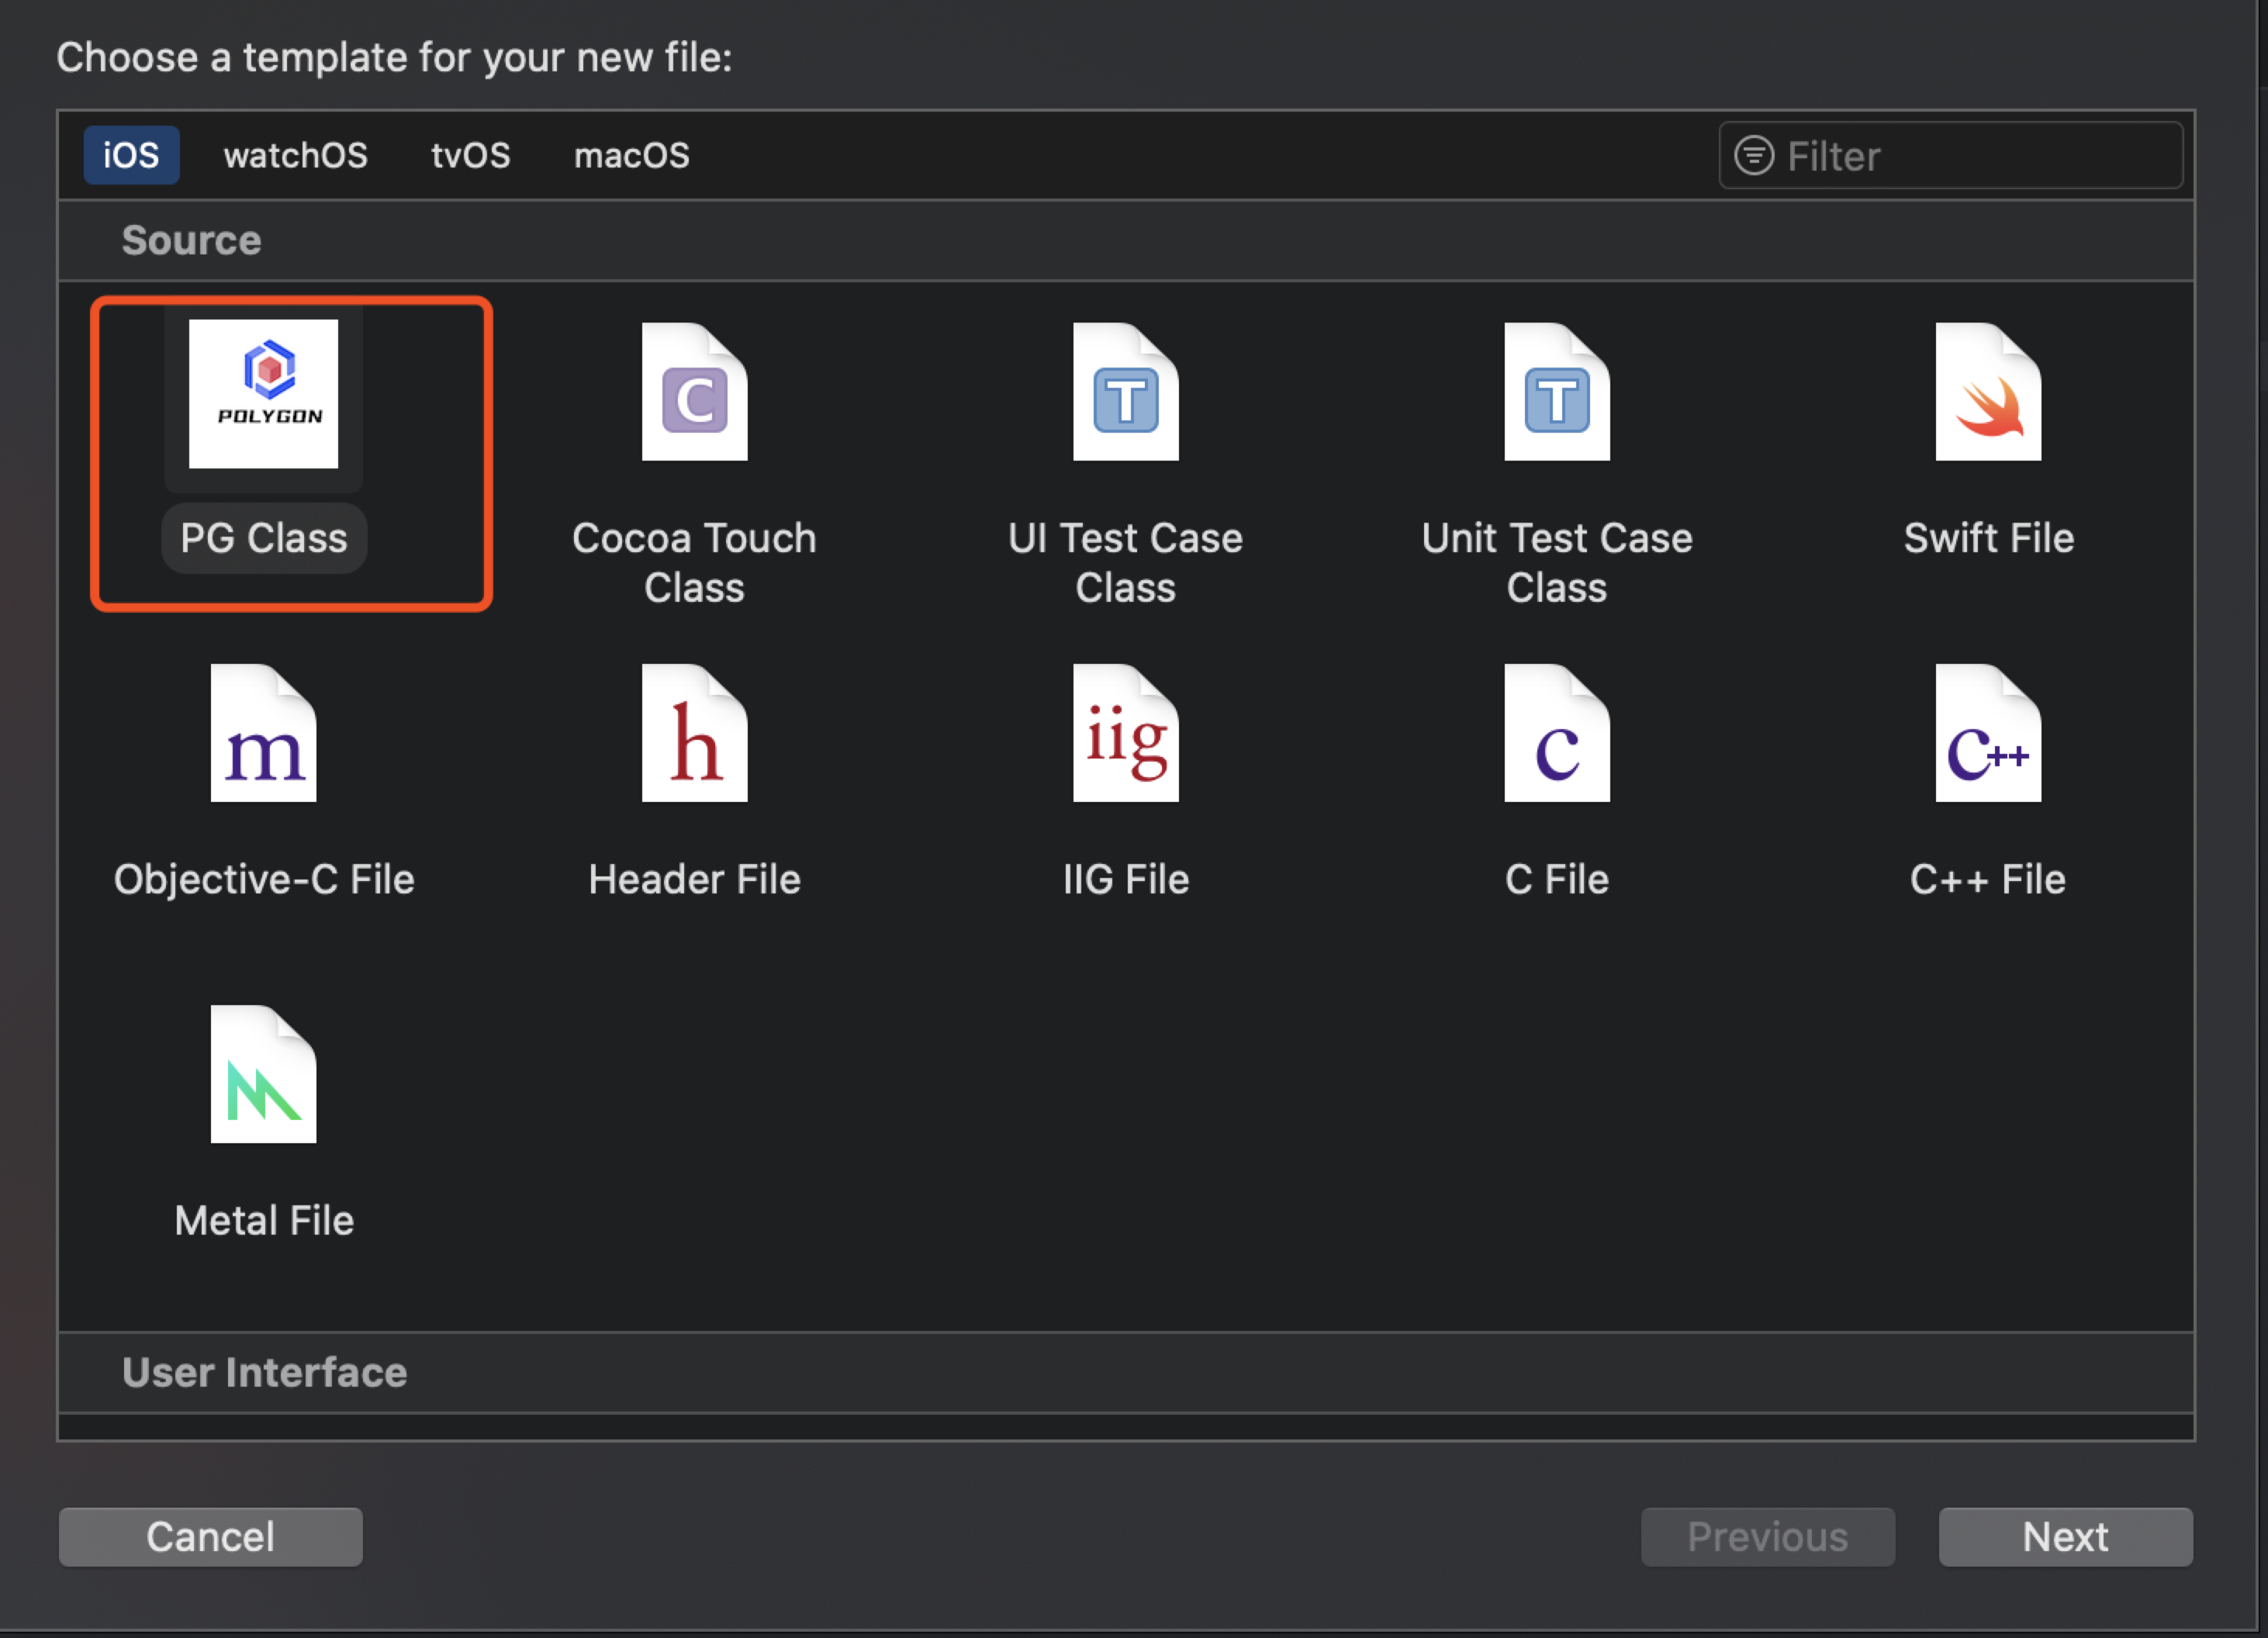 Choose a template for your new file:
iOS watchOS tvOS macOS Filter
Source
POLYGON
C
T
T
PG Class
Cocoa Touch
Class
UI Test Case
Class
Unit Test Case
Class
Swift File
m
h
iig
c
C++
Objective-C File
Header File
IIG File
C File
C++ File
Metal File
User Interface
Cancel Previous Next